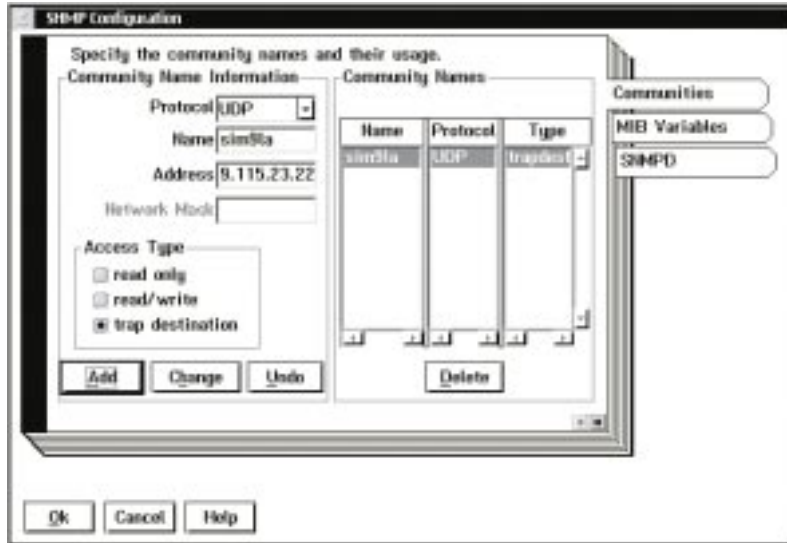 SNMP Configuration
Specify the community names and their usage.
Community Name Information
Protocol UDP
Name
Address 9.115.23.22
Network Mask
Access Type
read only
read/write
trap destination
Add Change Undo
Community Names
Name Protocol Type
UDP trapdest
Delete
Communities
MIB Variables
SNMPD
Ok Cancel Help